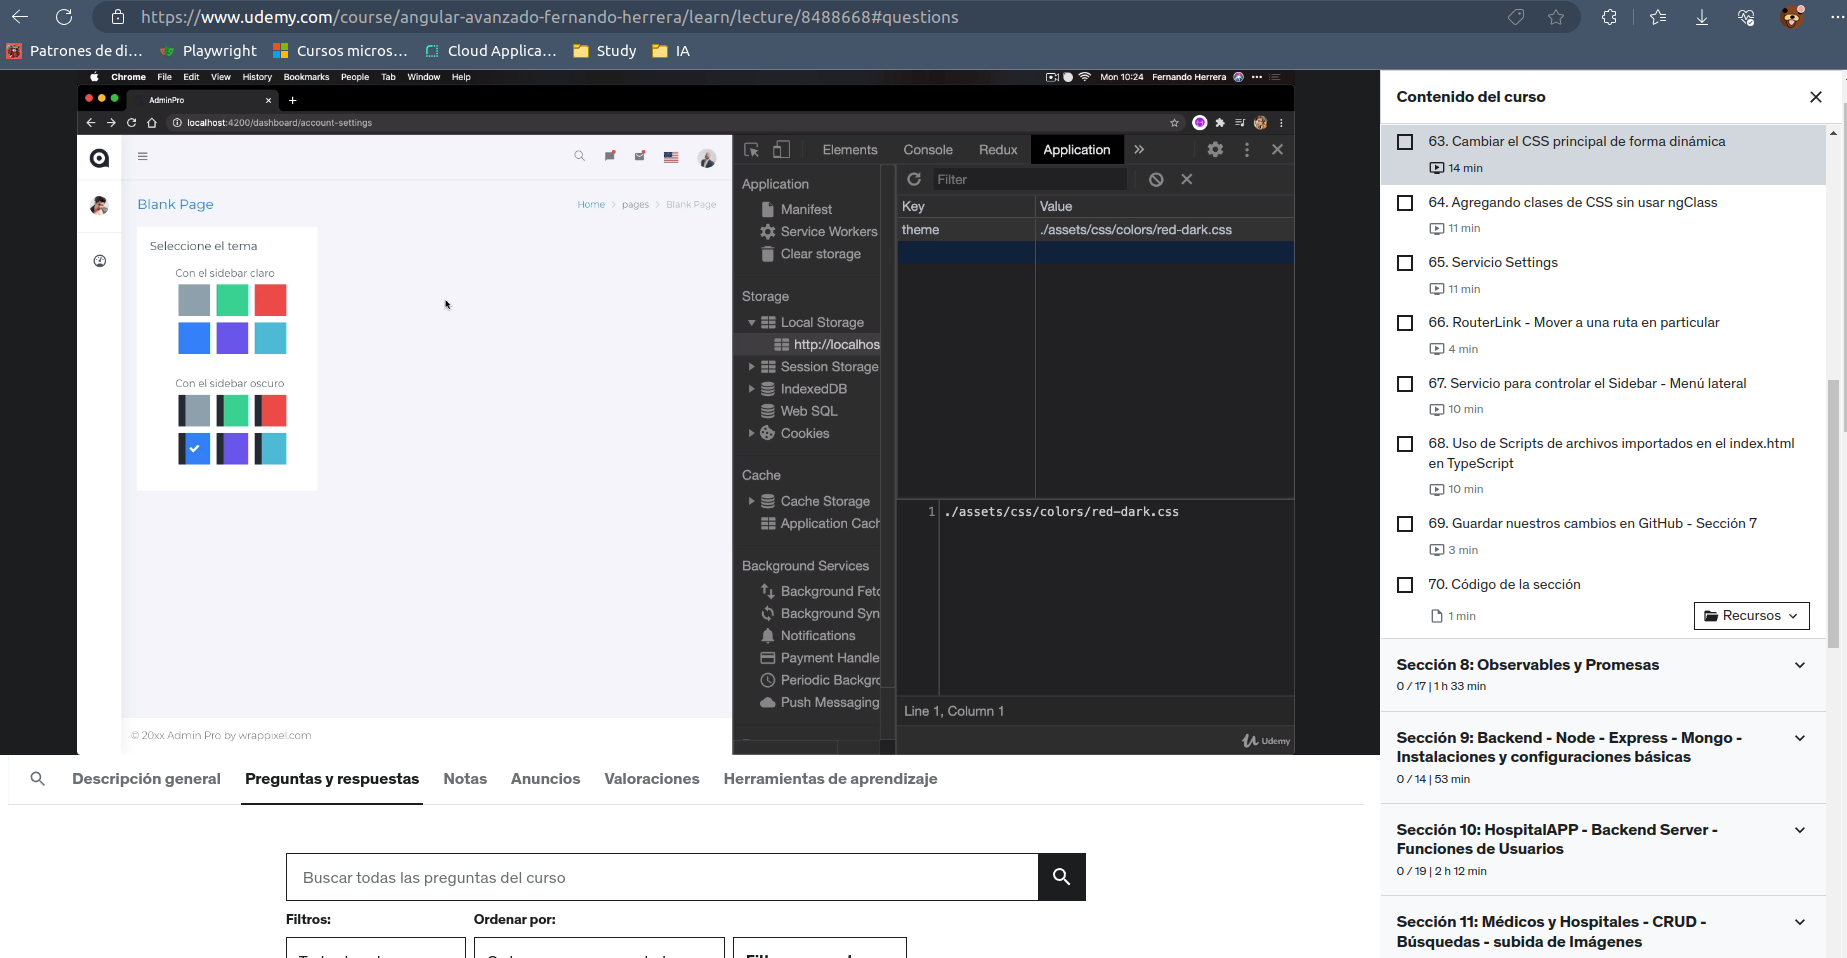 https://www.udemy.com/course/angular-avanzado-fernando-herrera/learn/lecture/8488668#questions
Patrones de di... Playwright Cursos micros... Cloud Applica... Study IA
Chrome File Edit View History Bookmarks People Tab Window Help Mon 10:24 Fernando Herrera
AdminPro
localhost:4200/dashboard/account-settings
Blank Page
Home > pages > Blank Page
Seleccione el tema
Con el sidebar claro
Con el sidebar oscuro
© 20xx Admin Pro by wrappixel.com
Elements Console Redux Application
Application
Manifest
Service Workers
Clear storage
Storage
Local Storage
http://localhos
Session Storage
IndexedDB
Web SQL
Cookies
Cache
Cache Storage
Application Cach
Background Services
Background Fetc
Background Syn
Notifications
Payment Handle
Periodic Backgro
Push Messaging
Filter
Key Value
theme ./assets/css/colors/red-dark.css
1 ./assets/css/colors/red-dark.css
Line 1, Column 1
Udemy
Contenido del curso
63. Cambiar el CSS principal de forma dinámica
14 min
64. Agregando clases de CSS sin usar ngClass
11 min
65. Servicio Settings
11 min
66. RouterLink - Mover a una ruta en particular
4 min
67. Servicio para controlar el Sidebar - Menú lateral
10 min
68. Uso de Scripts de archivos importados en el index.html
en TypeScript
10 min
69. Guardar nuestros cambios en GitHub - Sección 7
3 min
70. Código de la sección
1 min
Recursos
Sección 8: Observables y Promesas
0 / 17 | 1 h 33 min
Sección 9: Backend - Node - Express - Mongo -
Instalaciones y configuraciones básicas
0 / 14 | 53 min
Sección 10: HospitalAPP - Backend Server -
Funciones de Usuarios
0 / 19 | 2 h 12 min
Sección 11: Médicos y Hospitales - CRUD -
Búsquedas - subida de Imágenes
Descripción general Preguntas y respuestas Notas Anuncios Valoraciones Herramientas de aprendizaje
Buscar todas las preguntas del curso
Filtros: Ordenar por: